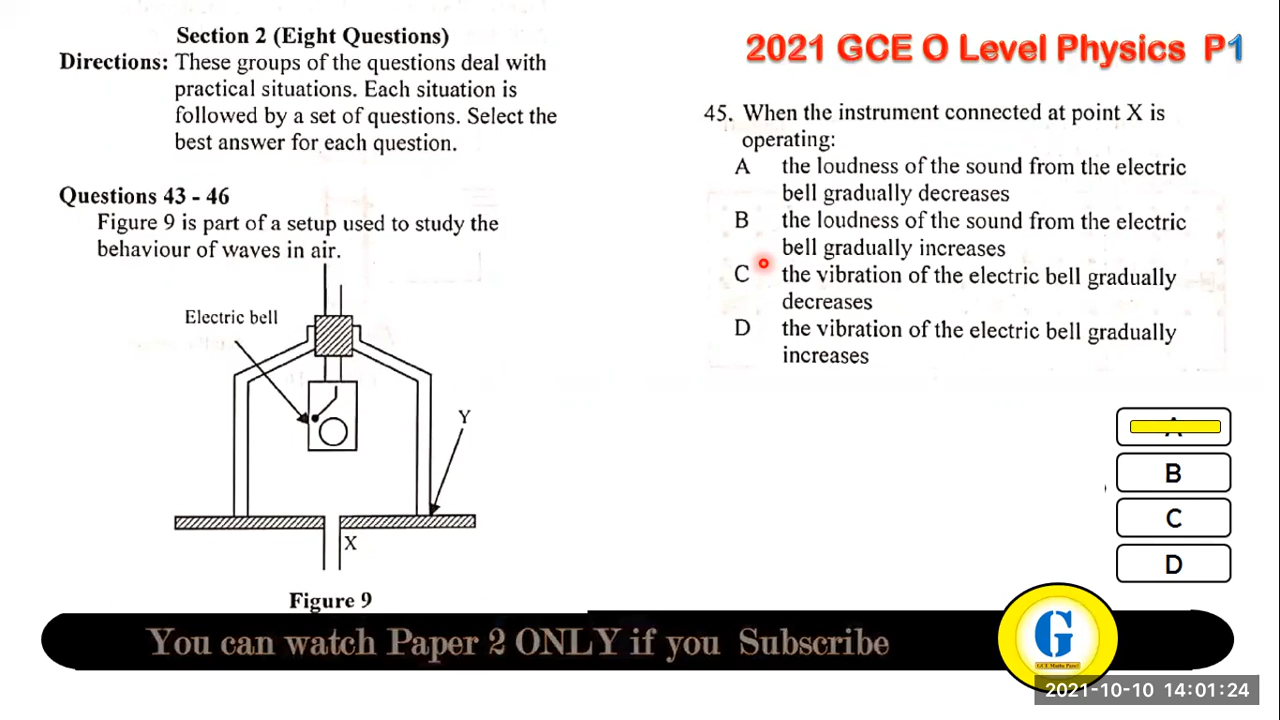 Section 2 (Eight Questions)
Directions: These groups of the questions deal with
practical situations. Each situation is
followed by a set of questions. Select the
best answer for each question.
Questions 43 - 46
Figure 9 is part of a setup used to study the
behaviour of waves in air.
Electric bell
Y
X
Figure 9
2021 GCE O Level Physics P1
45. When the instrument connected at point X is
operating:
A the loudness of the sound from the electric
bell gradually decreases
B the loudness of the sound from the electric
bell gradually increases
C the vibration of the electric bell gradually
decreases
D the vibration of the electric bell gradually
increases
A
B
C
D
You can watch Paper 2 ONLY if you Subscribe
G
GCE Maths Pass!
2021-10-10 14:01:24